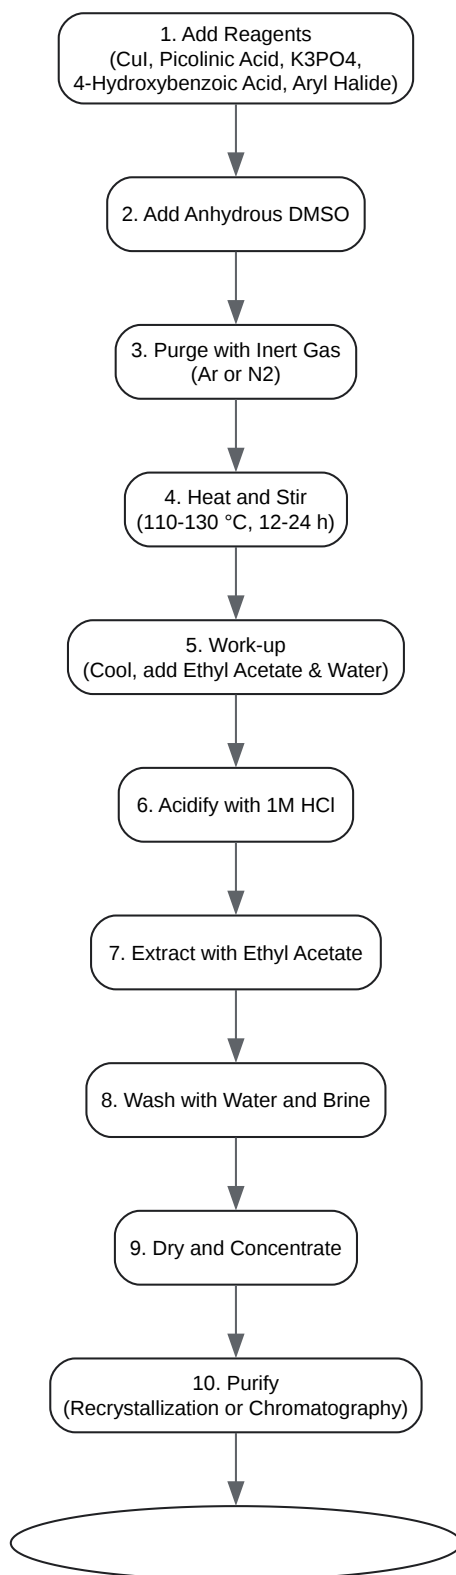 1. Add Reagents
(CuI, Picolinic Acid, K3PO4,
4-Hydroxybenzoic Acid, Aryl Halide)
2. Add Anhydrous DMSO
3. Purge with Inert Gas
(Ar or N2)
4. Heat and Stir
(110-130 °C, 12-24 h)
5. Work-up
(Cool, add Ethyl Acetate & Water)
6. Acidify with 1M HCl
7. Extract with Ethyl Acetate
8. Wash with Water and Brine
9. Dry and Concentrate
10. Purify
(Recrystallization or Chromatography)